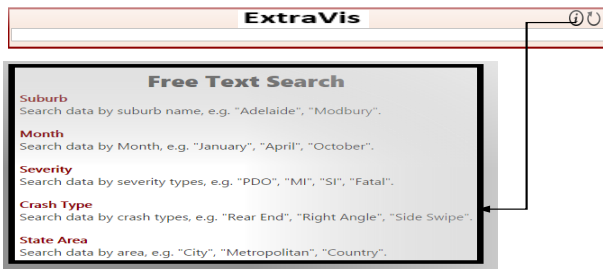 ExtraVis
Free Text Search
Suburb
Search data by suburb name, e.g. "Adelaide", "Modbury".
Month
Search data by Month, e.g. "January", "April", "October".
Severity
Search data by severity types, e.g. "PDO", "MI", "SI", "Fatal".
Crash Type
Search data by crash types, e.g. "Rear End", "Right Angle", "Side Swipe".
State Area
Search data by area, e.g. "City", "Metropolitan", "Country".